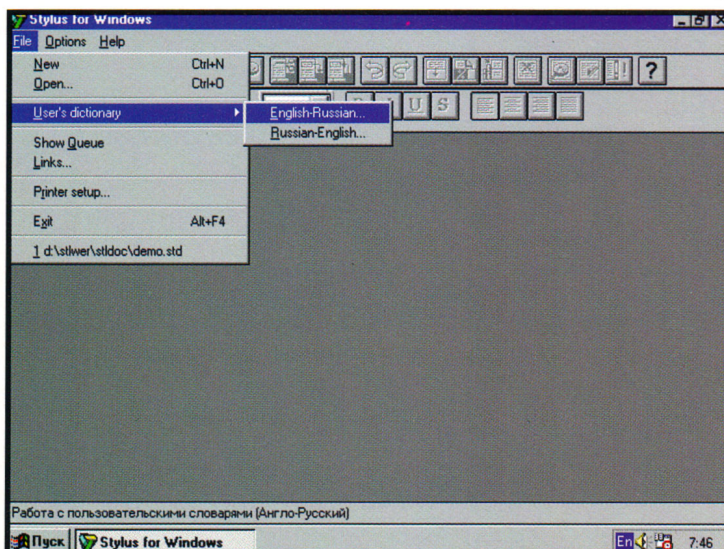 Stylus for Windows
File Options Help
New Ctrl+N
Open... Ctrl+O
User's dictionary
English-Russian...
Russian-English...
Show Queue
Links...
Printer setup...
Exit Alt+F4
1 d:\stlwer\stldoc\demo.std
U S
?
Работа с пользовательскими словарями (Англо-Русский)
Пуск Stylus for Windows En 7:46